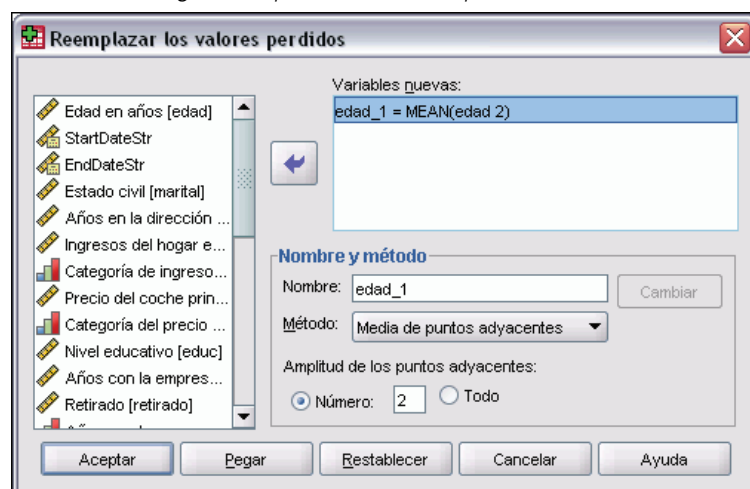 Reemplazar los valores perdidos
Variables nuevas:
Edad en años [edad]
StartDateStr
EndDateStr
Estado civil [marital]
Años en la dirección ...
Ingresos del hogar e...
Categoría de ingreso...
Precio del coche prin...
Categoría del precio ...
Nivel educativo [educ]
Años con la empres...
Retirado [retirado]
edad_1 = MEAN(edad 2)
Nombre y método
Nombre: edad_1
Cambiar
Método: Media de puntos adyacentes
Amplitud de los puntos adyacentes:
Número: 2 Todo
Aceptar Pegar Restablecer Cancelar Ayuda